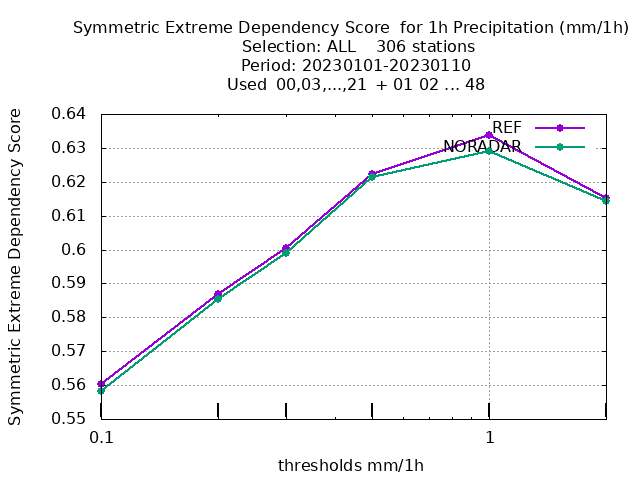 Symmetric Extreme Dependency Score  for 1h Precipitation (mm/1h)
Selection: ALL    306 stations
Period: 20230101-20230110
Used  00,03,...,21  + 01 02 ... 48
Symmetric Extreme Dependency Score
0.64
0.63
0.62
0.61
0.6
0.59
0.58
0.57
0.56
0.55
REF
NORADAR
0.1
1
thresholds mm/1h